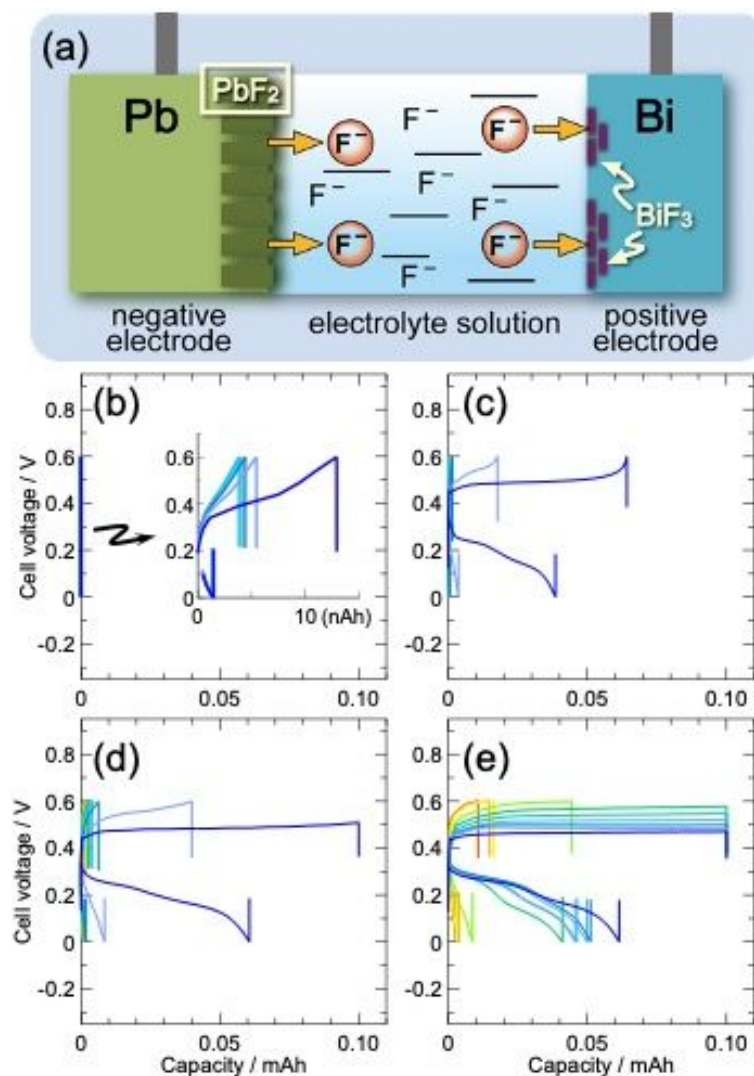 (a)
PbF₂
Pb
Bi
F⁻
F⁻
F⁻
F⁻
F⁻
F⁻
F⁻
F⁻
BiF₃
negative
electrode
electrolyte solution
positive
electrode
(b)
Cell voltage / V
0.8
0.6
0.4
0.2
0
-0.2
0.6
0.4
0.2
0
0 10 (nAh)
0 0.05 0.10
(c)
0.8
0.6
0.4
0.2
0
-0.2
0 0.05 0.10
(d)
Cell voltage / V
0.8
0.6
0.4
0.2
0
-0.2
0 0.05 0.10
Capacity / mAh
(e)
0.8
0.6
0.4
0.2
0
-0.2
0 0.05 0.10
Capacity / mAh